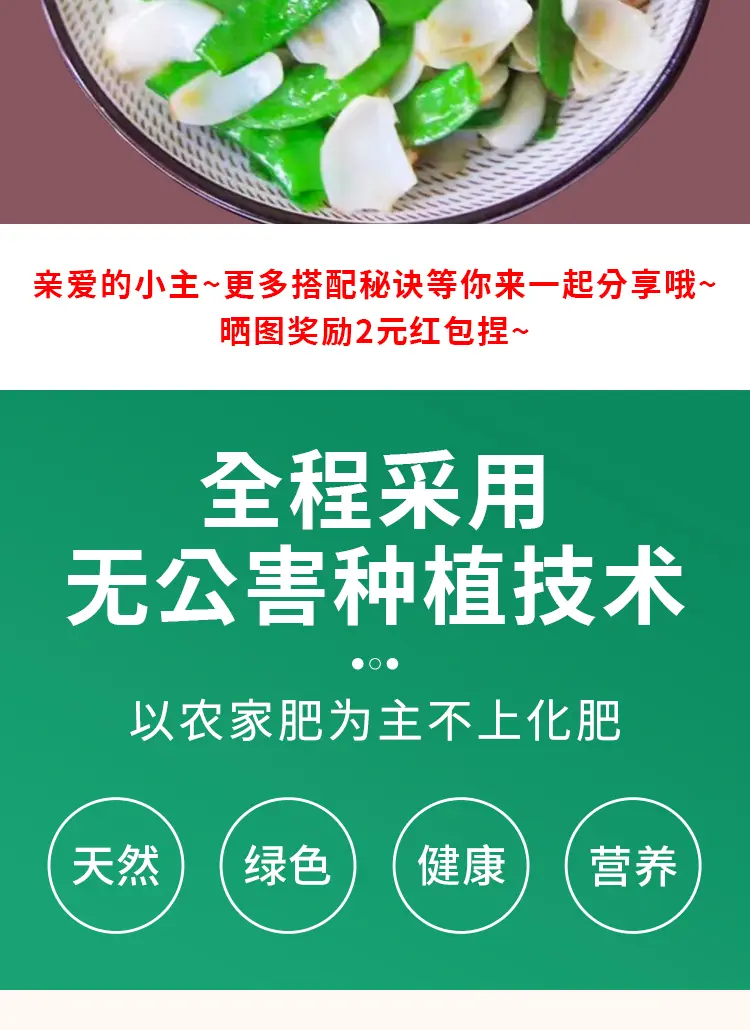 亲爱的小主~更多搭配秘诀等你来一起分享哦~
晒图奖励2元红包捏~
全程采用
无公害种植技术
以农家肥为主不上化肥
天然
绿色
健康
营养